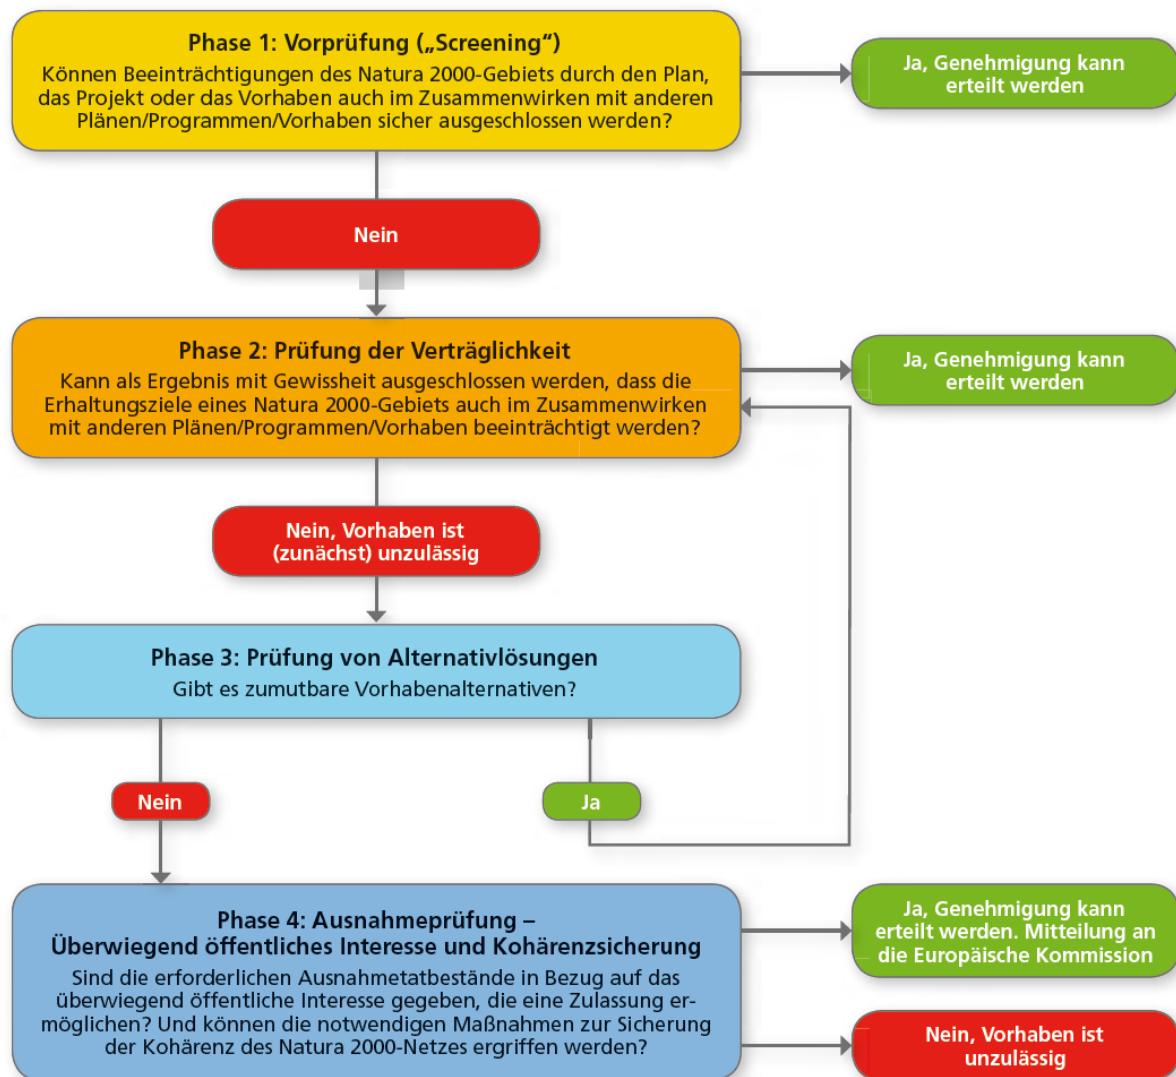 Phase 1: Vorprüfung („Screening“)
Können Beeinträchtigungen des Natura 2000-Gebiets durch den Plan,
das Projekt oder das Vorhaben auch im Zusammenwirken mit anderen
Plänen/Programmen/Vorhaben sicher ausgeschlossen werden?
Ja, Genehmigung kann
erteilt werden
Nein
Phase 2: Prüfung der Verträglichkeit
Kann als Ergebnis mit Gewissheit ausgeschlossen werden, dass die
Erhaltungsziele eines Natura 2000-Gebiets auch im Zusammenwirken
mit anderen Plänen/Programmen/Vorhaben beeinträchtigt werden?
Ja, Genehmigung kann
erteilt werden
Nein, Vorhaben ist
(zunächst) unzulässig
Phase 3: Prüfung von Alternativlösungen
Gibt es zumutbare Vorhabenalternativen?
Nein
Ja
Phase 4: Ausnahmeprüfung –
Überwiegend öffentliches Interesse und Kohärenzsicherung
Sind die erforderlichen Ausnahmetatbestände in Bezug auf das
überwiegend öffentliche Interesse gegeben, die eine Zulassung er-
möglichen? Und können die notwendigen Maßnahmen zur Sicherung
der Kohärenz des Natura 2000-Netzes ergriffen werden?
Ja, Genehmigung kann
erteilt werden. Mitteilung an
die Europäische Kommission
Nein, Vorhaben ist
unzulässig